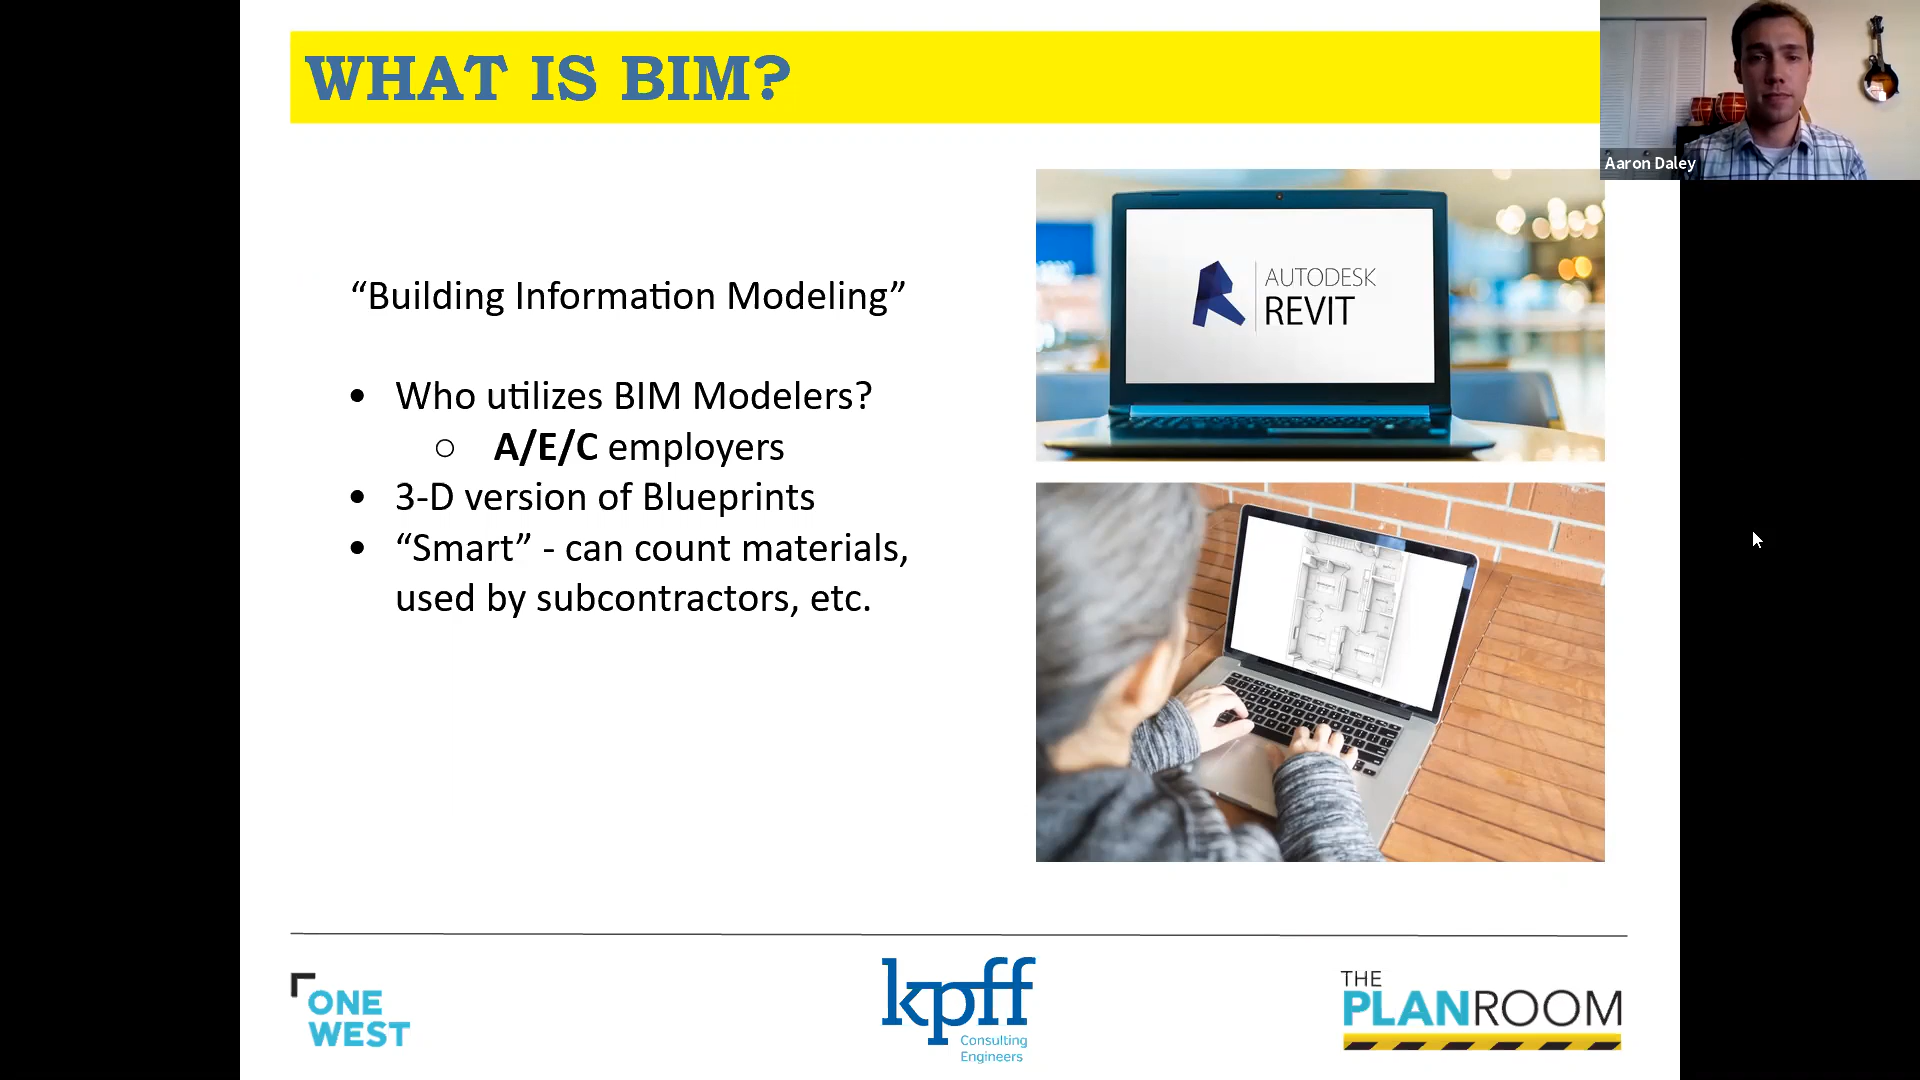 WHAT IS BIM?
Aaron Daley
“Building Information Modeling”
• Who utilizes BIM Modelers?
○ A/E/C employers
• 3-D version of Blueprints
• “Smart” - can count materials,
used by subcontractors, etc.
AUTODESK
REVIT
ONE
WEST
kpff
Consulting
Engineers
THE
PLANROOM